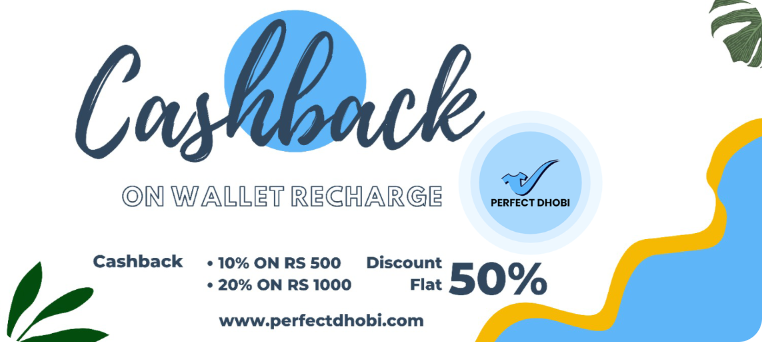 Cashback
ON WALLET RECHARGE
PERFECT DHOBI
Cashback
• 10% ON RS 500
• 20% ON RS 1000
Discount
Flat
50%
www.perfectdhobi.com